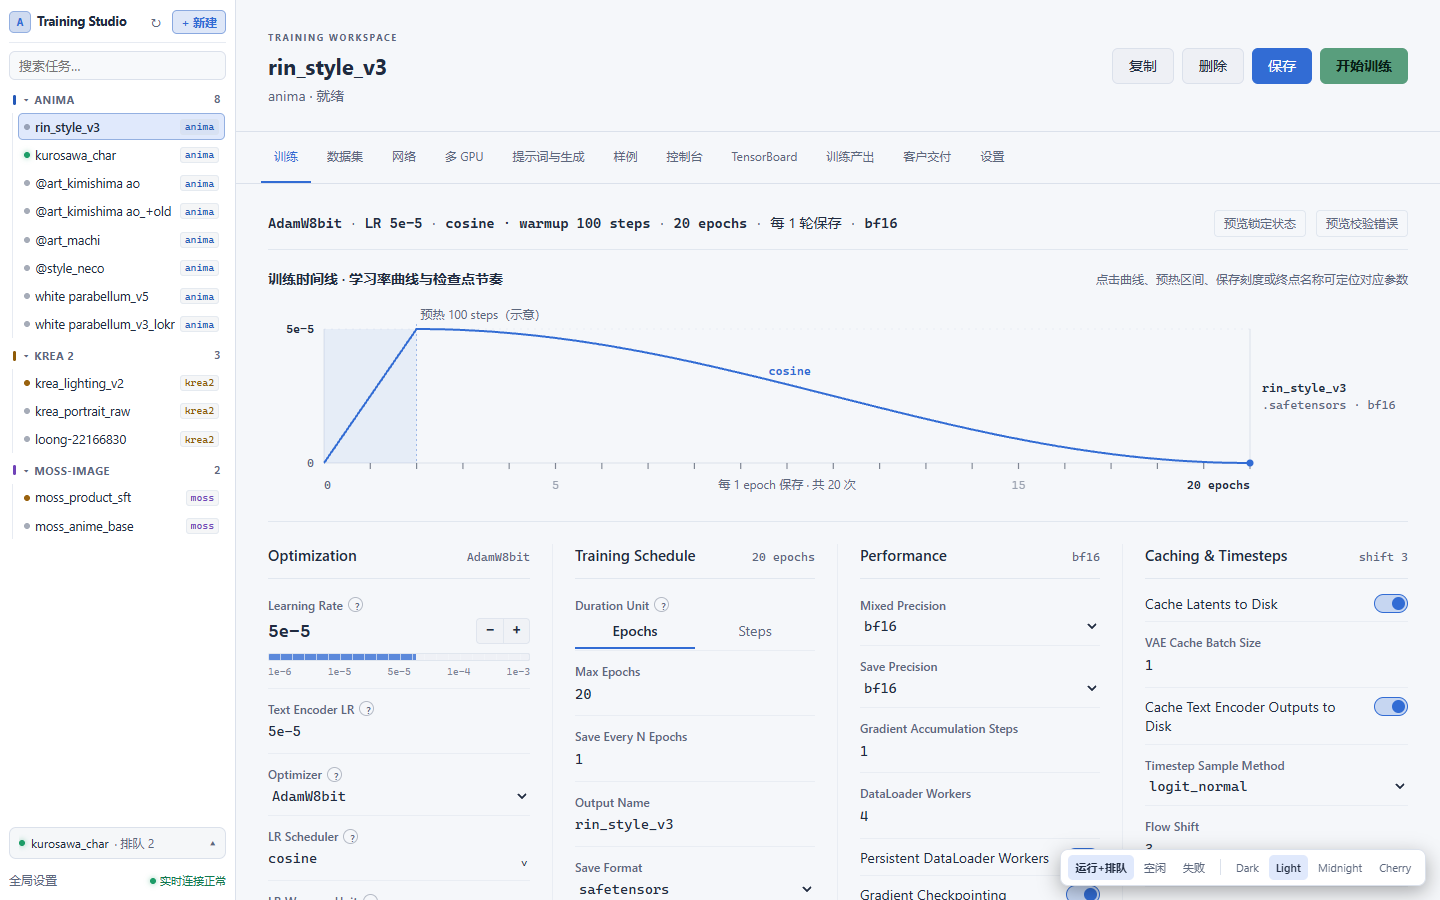 A Training Studio ↻ + 新建
搜索任务...
ANIMA 8
rin_style_v3 anima
kurosawa_char anima
@art_kimishima ao anima
@art_kimishima ao_+old anima
@art_machi anima
@style_neco anima
white parabellum_v5 anima
white parabellum_v3_lokr anima
KREA 2 3
krea_lighting_v2 krea2
krea_portrait_raw krea2
loong-22166830 krea2
MOSS-IMAGE 2
moss_product_sft moss
moss_anime_base moss
kurosawa_char · 排队 2
全局设置 实时连接正常
TRAINING WORKSPACE
rin_style_v3
anima · 就绪
复制 删除 保存 开始训练
训练 数据集 网络 多 GPU 提示词与生成 样例 控制台 TensorBoard 训练产出 客户交付 设置
AdamW8bit · LR 5e-5 · cosine · warmup 100 steps · 20 epochs · 每 1 轮保存 · bf16
预览锁定状态 预览校验错误
训练时间线 · 学习率曲线与检查点节奏
点击曲线、预热区间、保存刻度或终点名称可定位对应参数
预热 100 steps（示意）
5e-5
cosine
rin_style_v3
.safetensors · bf16
0
0 5 每 1 epoch 保存 · 共 20 次 15 20 epochs
Optimization AdamW8bit
Learning Rate ?
5e-5 − +
1e-6 1e-5 5e-5 1e-4 1e-3
Text Encoder LR ?
5e-5
Optimizer ?
AdamW8bit
LR Scheduler ?
cosine
Training Schedule 20 epochs
Duration Unit ?
Epochs Steps
Max Epochs
20
Save Every N Epochs
1
Output Name
rin_style_v3
Save Format
safetensors
Performance bf16
Mixed Precision
bf16
Save Precision
bf16
Gradient Accumulation Steps
1
DataLoader Workers
4
Persistent DataLoader Workers
Gradient Checkpointing
Caching & Timesteps shift 3
Cache Latents to Disk
VAE Cache Batch Size
1
Cache Text Encoder Outputs to
Disk
Timestep Sample Method
logit_normal
Flow Shift
运行+排队 空闲 失败 Dark Light Midnight Cherry